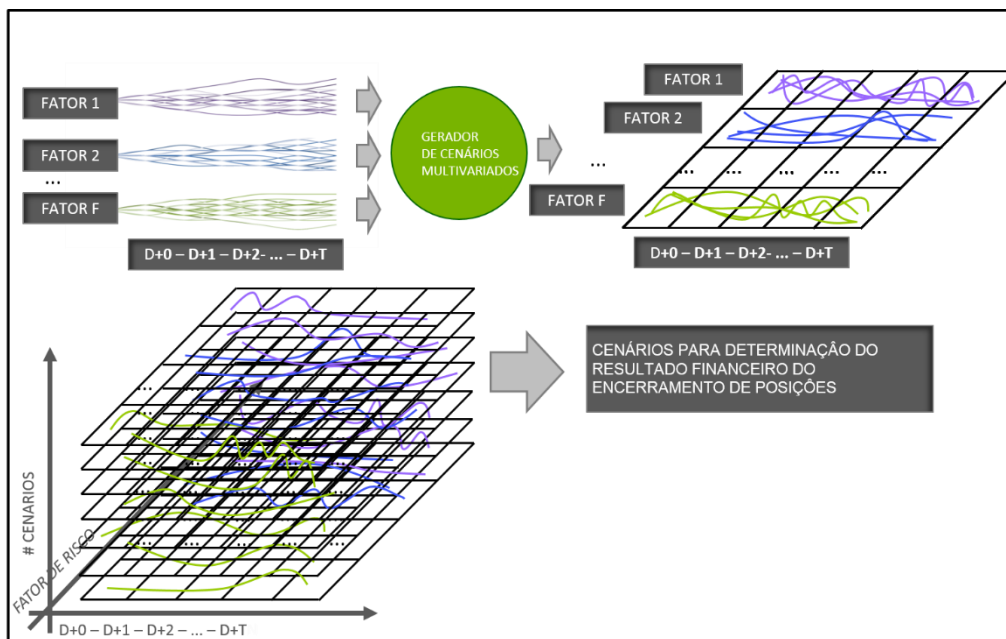 FATOR 1
FATOR 2
...
FATOR F
D+0 – D+1 – D+2- ... – D+T
GERADOR
DE CENÁRIOS
MULTIVARIADOS
FATOR 1
FATOR 2
...
FATOR F
... ... ... ... ...
D+0 – D+1 – D+2- ... – D+T
CENÁRIOS PARA DETERMINAÇÂO DO
RESULTADO FINANCEIRO DO
ENCERRAMENTO DE POSIÇÕES
# CENARIOS
FATOR DE RISCO
D+0 – D+1 – D+2 – ... – D+T